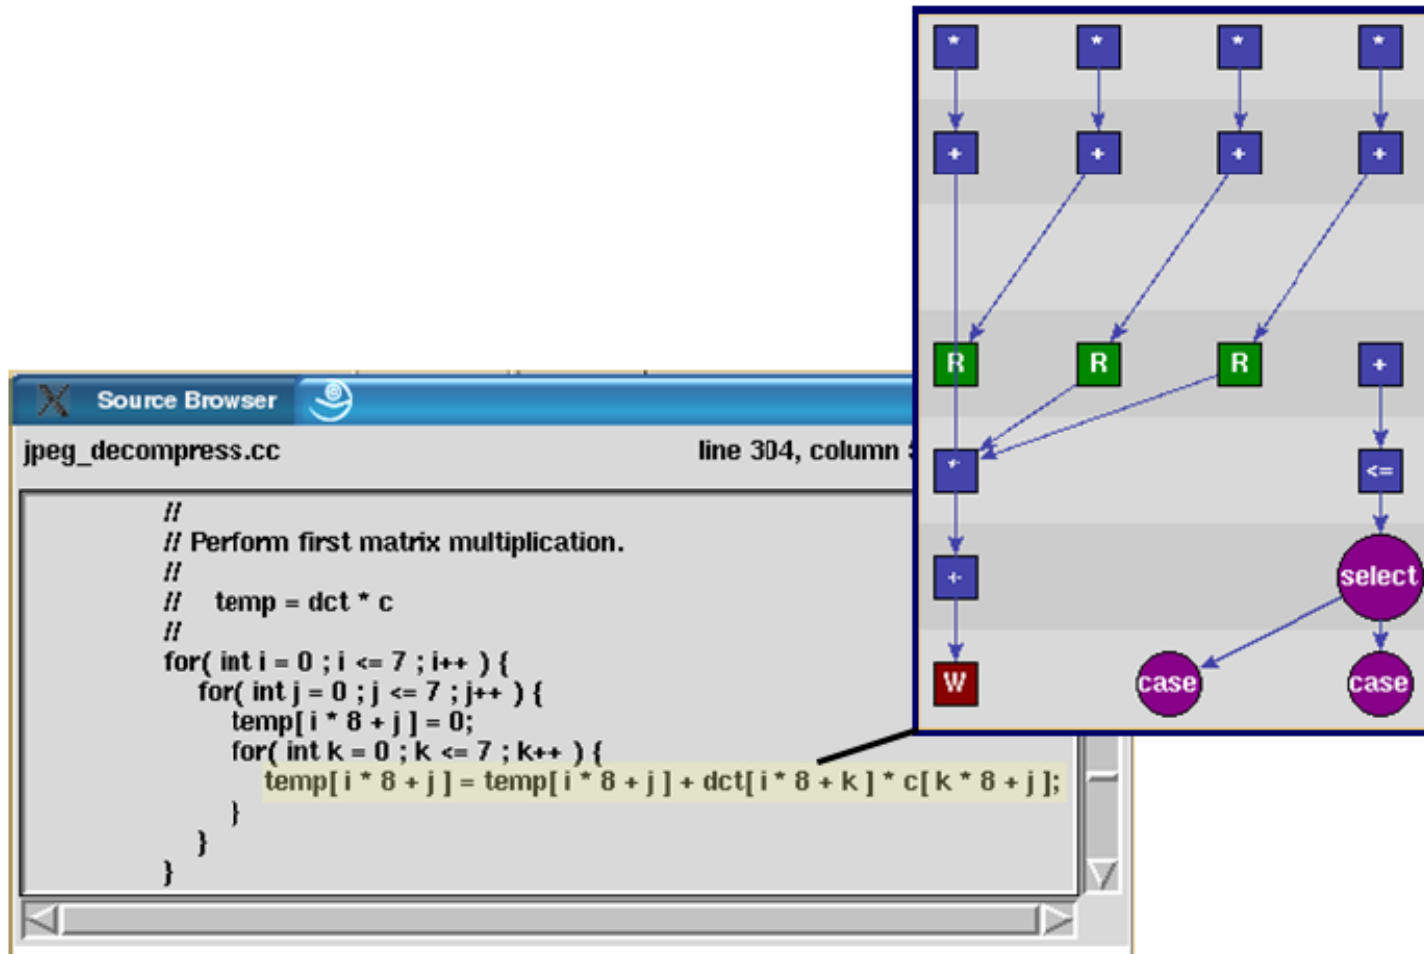 * * * *
+ + + +
R R R +
* <=
+ select
W case case
Source Browser
jpeg_decompress.cc line 304, column
//
// Perform first matrix multiplication.
//
// temp = dct * c
//
for( int i = 0 ; i <= 7 ; i++ ) {
for( int j = 0 ; j <= 7 ; j++ ) {
temp[ i * 8 + j ] = 0;
for( int k = 0 ; k <= 7 ; k++ ) {
temp[ i * 8 + j ] = temp[ i * 8 + j ] + dct[ i * 8 + k ] * c[ k * 8 + j ];
}
}
}